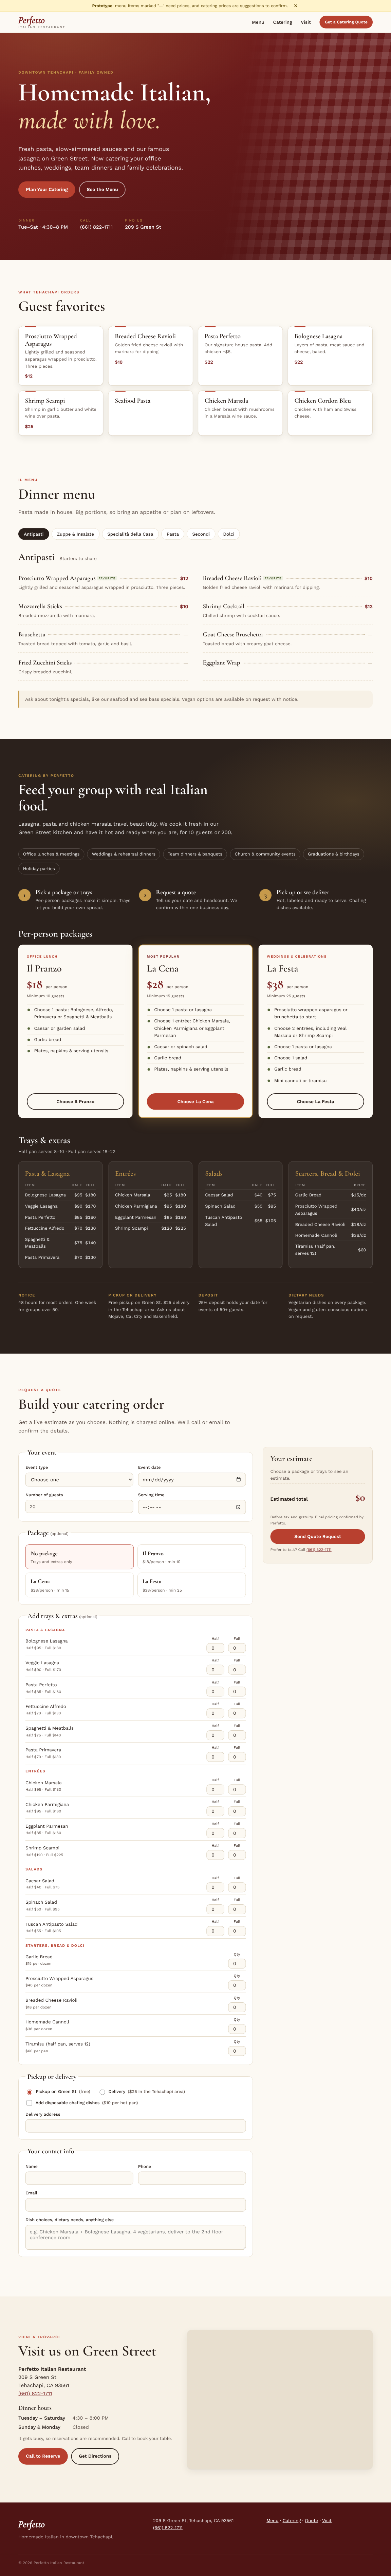 Prototype: menu items marked "—" need prices, and catering prices are suggestions to confirm. ✕
Perfetto
ITALIAN RESTAURANT
Menu
Catering
Visit
Get a Catering Quote
DOWNTOWN TEHACHAPI · FAMILY OWNED
Homemade Italian,
made with love.
Fresh pasta, slow-simmered sauces and our famous
lasagna on Green Street. Now catering your office
lunches, weddings, team dinners and family celebrations.
Plan Your Catering
See the Menu
DINNER
Tue–Sat · 4:30–8 PM
CALL
(661) 822-1711
FIND US
209 S Green St
WHAT TEHACHAPI ORDERS
Guest favorites
Prosciutto Wrapped
Asparagus
Lightly grilled and seasoned
asparagus wrapped in prosciutto.
Three pieces.
$12
Breaded Cheese Ravioli
Golden fried cheese ravioli with
marinara for dipping.
$10
Pasta Perfetto
Our signature house pasta. Add
chicken +$5.
$22
Bolognese Lasagna
Layers of pasta, meat sauce and
cheese, baked.
$22
Shrimp Scampi
Shrimp in garlic butter and white
wine over pasta.
$25
Seafood Pasta
Chicken Marsala
Chicken breast with mushrooms
in a Marsala wine sauce.
Chicken Cordon Bleu
Chicken with ham and Swiss
cheese.
IL MENU
Dinner menu
Pasta made in house. Big portions, so bring an appetite or plan on leftovers.
Antipasti
Zuppe & Insalate
Specialità della Casa
Pasta
Secondi
Dolci
Antipasti Starters to share
Prosciutto Wrapped Asparagus FAVORITE $12
Lightly grilled and seasoned asparagus wrapped in prosciutto. Three pieces.
Breaded Cheese Ravioli FAVORITE $10
Golden fried cheese ravioli with marinara for dipping.
Mozzarella Sticks $10
Breaded mozzarella with marinara.
Shrimp Cocktail $13
Chilled shrimp with cocktail sauce.
Bruschetta —
Toasted bread topped with tomato, garlic and basil.
Goat Cheese Bruschetta —
Toasted bread with creamy goat cheese.
Fried Zucchini Sticks —
Crispy breaded zucchini.
Eggplant Wrap —
Ask about tonight's specials, like our seafood and sea bass specials. Vegan options are available on request with notice.
CATERING BY PERFETTO
Feed your group with real Italian
food.
Lasagna, pasta and chicken marsala travel beautifully. We cook it fresh in our
Green Street kitchen and have it hot and ready when you are, for 10 guests or 200.
Office lunches & meetings
Weddings & rehearsal dinners
Team dinners & banquets
Church & community events
Graduations & birthdays
Holiday parties
1
Pick a package or trays
Per-person packages make it simple. Trays
let you build your own spread.
2
Request a quote
Tell us your date and headcount. We
confirm within one business day.
3
Pick up or we deliver
Hot, labeled and ready to serve. Chafing
dishes available.
Per-person packages
OFFICE LUNCH
Il Pranzo
$18 per person
Minimum 10 guests
Choose 1 pasta: Bolognese, Alfredo,
Primavera or Spaghetti & Meatballs
Caesar or garden salad
Garlic bread
Plates, napkins & serving utensils
Choose Il Pranzo
MOST POPULAR
La Cena
$28 per person
Minimum 15 guests
Choose 1 pasta or lasagna
Choose 1 entrée: Chicken Marsala,
Chicken Parmigiana or Eggplant
Parmesan
Caesar or spinach salad
Garlic bread
Plates, napkins & serving utensils
Choose La Cena
WEDDINGS & CELEBRATIONS
La Festa
$38 per person
Minimum 25 guests
Prosciutto wrapped asparagus or
bruschetta to start
Choose 2 entrées, including Veal
Marsala or Shrimp Scampi
Choose 1 pasta or lasagna
Choose 1 salad
Garlic bread
Mini cannoli or tiramisu
Choose La Festa
Trays & extras
Half pan serves 8–10 · Full pan serves 18–22
Pasta & Lasagna
ITEM HALF FULL
Bolognese Lasagna $95 $180
Veggie Lasagna $90 $170
Pasta Perfetto $85 $160
Fettuccine Alfredo $70 $130
Spaghetti &
Meatballs $75 $140
Pasta Primavera $70 $130
Entrées
ITEM HALF FULL
Chicken Marsala $95 $180
Chicken Parmigiana $95 $180
Eggplant Parmesan $85 $160
Shrimp Scampi $120 $225
Salads
ITEM HALF FULL
Caesar Salad $40 $75
Spinach Salad $50 $95
Tuscan Antipasto
Salad $55 $105
Starters, Bread & Dolci
ITEM PRICE
Garlic Bread $15/dz
Prosciutto Wrapped
Asparagus $40/dz
Breaded Cheese Ravioli $18/dz
Homemade Cannoli $36/dz
Tiramisu (half pan,
serves 12) $60
NOTICE
48 hours for most orders. One week
for groups over 50.
PICKUP OR DELIVERY
Free pickup on Green St. $25 delivery
in the Tehachapi area. Ask us about
Mojave, Cal City and Bakersfield.
DEPOSIT
25% deposit holds your date for
events of 50+ guests.
DIETARY NEEDS
Vegetarian dishes on every package.
Vegan and gluten-conscious options
on request.
REQUEST A QUOTE
Build your catering order
Get a live estimate as you choose. Nothing is charged online. We'll call or email to
confirm the details.
Your event
Event type
Choose one
Event date
mm/dd/yyyy
Number of guests
20
Serving time
--:-- --
Package (optional)
No package
Trays and extras only
Il Pranzo
$18/person · min 10
La Cena
$28/person · min 15
La Festa
$38/person · min 25
Add trays & extras (optional)
PASTA & LASAGNA
Half Full
Bolognese Lasagna
Half $95 · Full $180
0 0
Half Full
Veggie Lasagna
Half $90 · Full $170
0 0
Half Full
Pasta Perfetto
Half $85 · Full $160
0 0
Half Full
Fettuccine Alfredo
Half $70 · Full $130
0 0
Half Full
Spaghetti & Meatballs
Half $75 · Full $140
0 0
Half Full
Pasta Primavera
Half $70 · Full $130
0 0
ENTRÉES
Half Full
Chicken Marsala
Half $95 · Full $180
0 0
Half Full
Chicken Parmigiana
Half $95 · Full $180
0 0
Half Full
Eggplant Parmesan
Half $85 · Full $160
0 0
Half Full
Shrimp Scampi
Half $120 · Full $225
0 0
SALADS
Half Full
Caesar Salad
Half $40 · Full $75
0 0
Half Full
Spinach Salad
Half $50 · Full $95
0 0
Half Full
Tuscan Antipasto Salad
Half $55 · Full $105
0 0
STARTERS, BREAD & DOLCI
Qty
Garlic Bread
$15 per dozen
0
Qty
Prosciutto Wrapped Asparagus
$40 per dozen
0
Qty
Breaded Cheese Ravioli
$18 per dozen
0
Qty
Homemade Cannoli
$36 per dozen
0
Qty
Tiramisu (half pan, serves 12)
$60 per pan
0
Pickup or delivery
Pickup on Green St (free)
Delivery ($25 in the Tehachapi area)
Add disposable chafing dishes ($10 per hot pan)
Delivery address
Your contact info
Name
Phone
Email
Dish choices, dietary needs, anything else
e.g. Chicken Marsala + Bolognese Lasagna, 4 vegetarians, deliver to the 2nd floor
conference room
Your estimate
Choose a package or trays to see an
estimate.
Estimated total $0
Before tax and gratuity. Final pricing confirmed by
Perfetto.
Send Quote Request
Prefer to talk? Call (661) 822-1711
VIENI A TROVARCI
Visit us on Green Street
Perfetto Italian Restaurant
209 S Green St
Tehachapi, CA 93561
(661) 822-1711
Dinner hours
Tuesday – Saturday 4:30 – 8:00 PM
Sunday & Monday Closed
It gets busy, so reservations are recommended. Call to book your table.
Call to Reserve
Get Directions
Perfetto
Homemade Italian in downtown Tehachapi.
209 S Green St, Tehachapi, CA 93561
(661) 822-1711
Menu · Catering · Quote · Visit
© 2026 Perfetto Italian Restaurant